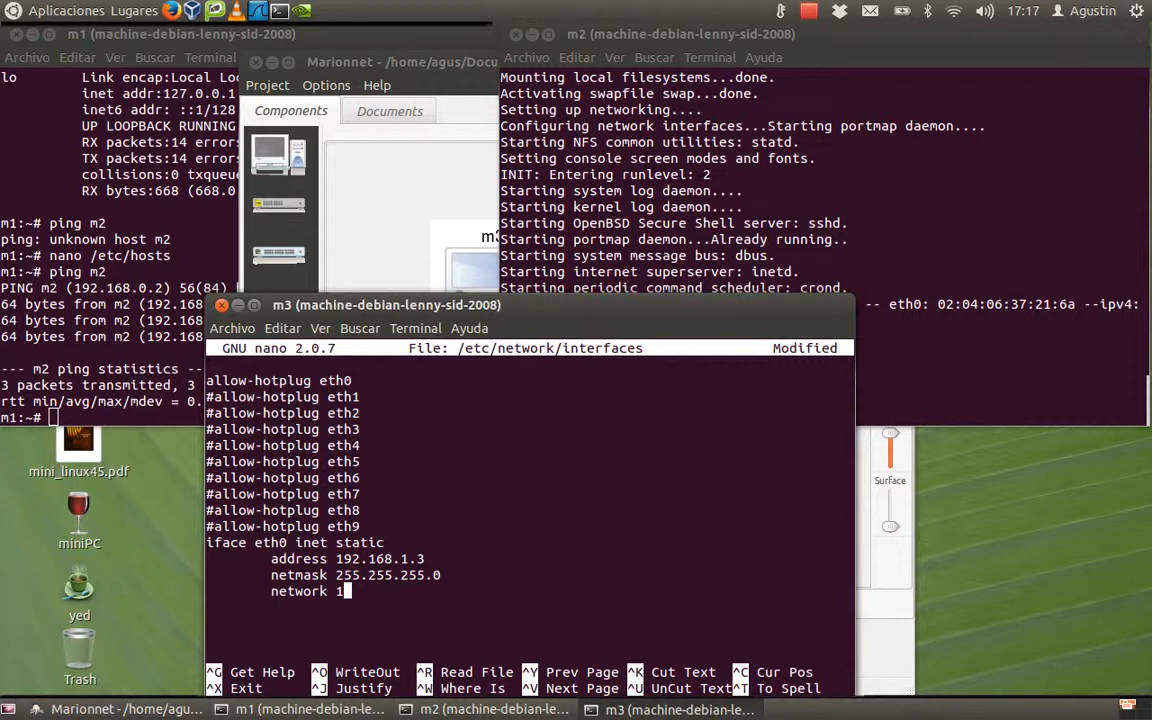 Aplicaciones Lugares
17:17
Agustin
m1 (machine-debian-lenny-sid-2008)
Archivo Editar Ver Buscar Terminal
lo Link encap:Local Lo
inet addr:127.0.0.1
inet6 addr: ::1/128
UP LOOPBACK RUNNING
RX packets:14 error
TX packets:14 error
collisions:0 txqueu
RX bytes:668 (668.0
m1:~# ping m2
ping: unknown host m2
m1:~# nano /etc/hosts
m1:~# ping m2
PING m2 (192.168.0.2) 56(84)
64 bytes from m2 (192.168
64 bytes from m2 (192.168
64 bytes from m2 (192.168
--- m2 ping statistics --
3 packets transmitted, 3
rtt min/avg/max/mdev = 0.
m1:~#
Marionnet - /home/agus/Docu
Project Options Help
Components Documents
m3
m2 (machine-debian-lenny-sid-2008)
Archivo Editar Ver Buscar Terminal Ayuda
Mounting local filesystems...done.
Activating swapfile swap...done.
Setting up networking....
Configuring network interfaces...Starting portmap daemon....
Starting NFS common utilities: statd.
Setting console screen modes and fonts.
INIT: Entering runlevel: 2
Starting system log daemon....
Starting kernel log daemon....
Starting OpenBSD Secure Shell server: sshd.
Starting portmap daemon...Already running..
Starting system message bus: dbus.
Starting internet superserver: inetd.
Starting periodic command scheduler: crond.
-- eth0: 02:04:06:37:21:6a --ipv4:
m3 (machine-debian-lenny-sid-2008)
Archivo Editar Ver Buscar Terminal Ayuda
GNU nano 2.0.7 File: /etc/network/interfaces Modified
allow-hotplug eth0
#allow-hotplug eth1
#allow-hotplug eth2
#allow-hotplug eth3
#allow-hotplug eth4
#allow-hotplug eth5
#allow-hotplug eth6
#allow-hotplug eth7
#allow-hotplug eth8
#allow-hotplug eth9
iface eth0 inet static
address 192.168.1.3
netmask 255.255.255.0
network 1
^G Get Help ^O WriteOut ^R Read File ^Y Prev Page ^K Cut Text ^C Cur Pos
^X Exit ^J Justify ^W Where Is ^V Next Page ^U UnCut Text ^T To Spell
Surface
mini_linux45.pdf
miniPC
yed
Trash
Marionnet - /home/agu... m1 (machine-debian-le... m2 (machine-debian-le... m3 (machine-debian-le...